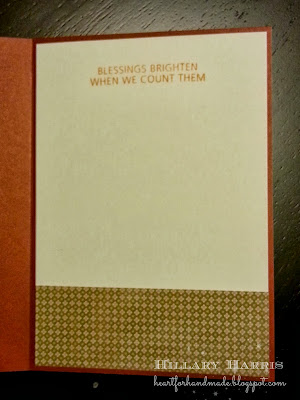 BLESSINGS BRIGHTEN
WHEN WE COUNT THEM
HILLARY HARRIS
heartforhandmade.blogspot.com